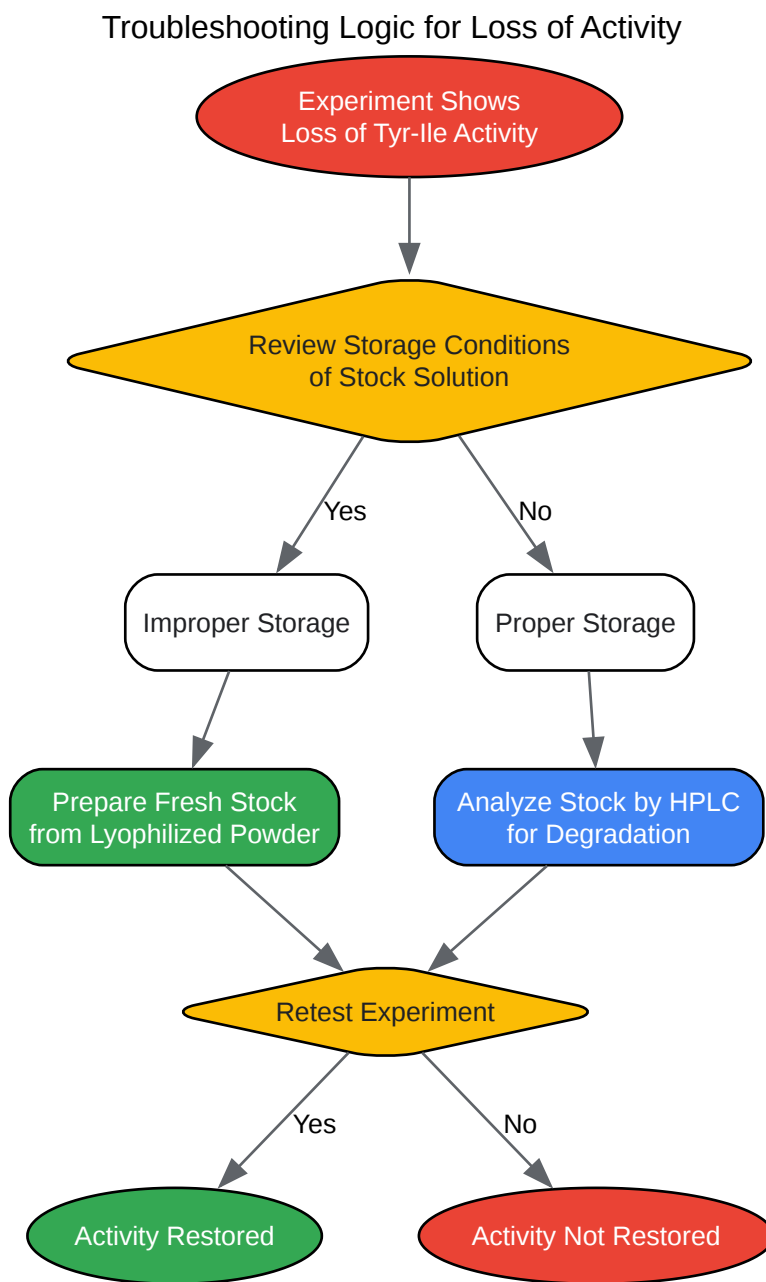 Troubleshooting Logic for Loss of Activity
Experiment Shows
Loss of Tyr-Ile Activity
Review Storage Conditions
of Stock Solution
Yes
No
Improper Storage
Proper Storage
Prepare Fresh Stock
from Lyophilized Powder
Analyze Stock by HPLC
for Degradation
Retest Experiment
Yes
No
Activity Restored
Activity Not Restored